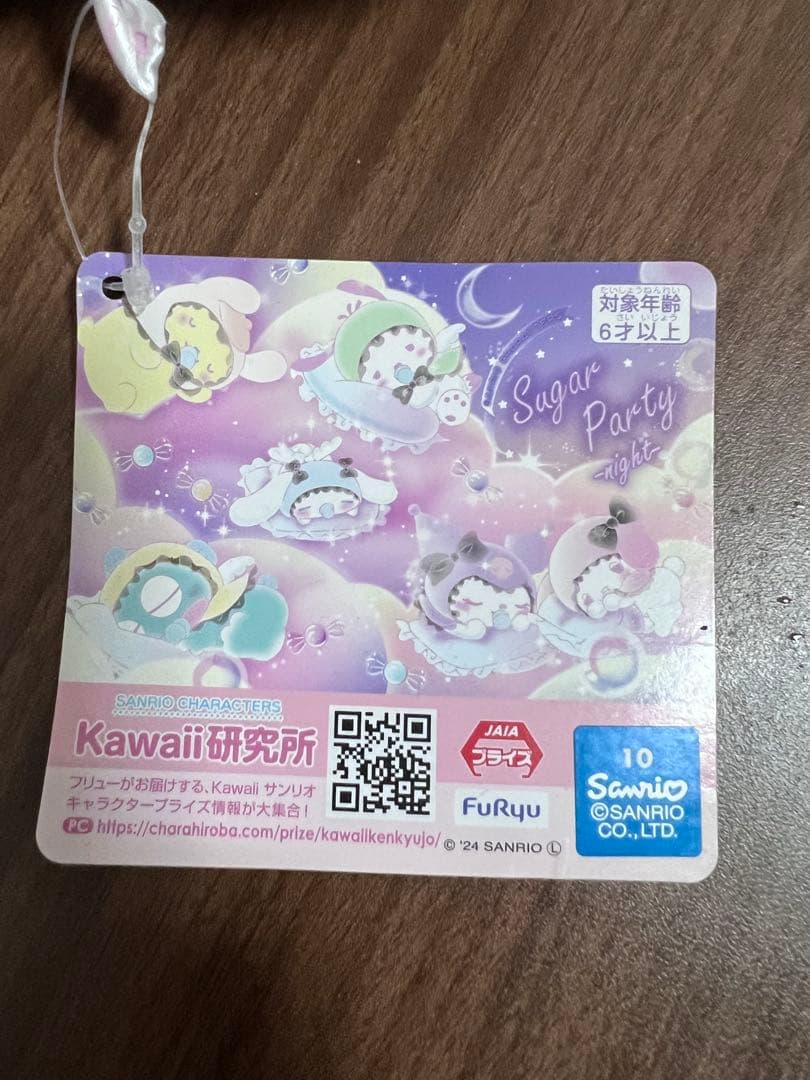 たいしょうねんれい
対象年齢
さい いじょう
6才以上
Sugar
Party
-night-
SANRIO CHARACTERS
Kawaii研究所
フリューがお届けする、Kawaii サンリオ
キャラクタープライズ情報が大集合!
PC https://charahiroba.com/prize/kawaiikenkyujo/
JAIA
プライズ
FuRyu
© '24 SANRIO Ⓛ
10
Sanrio
©SANRIO
CO.,LTD.